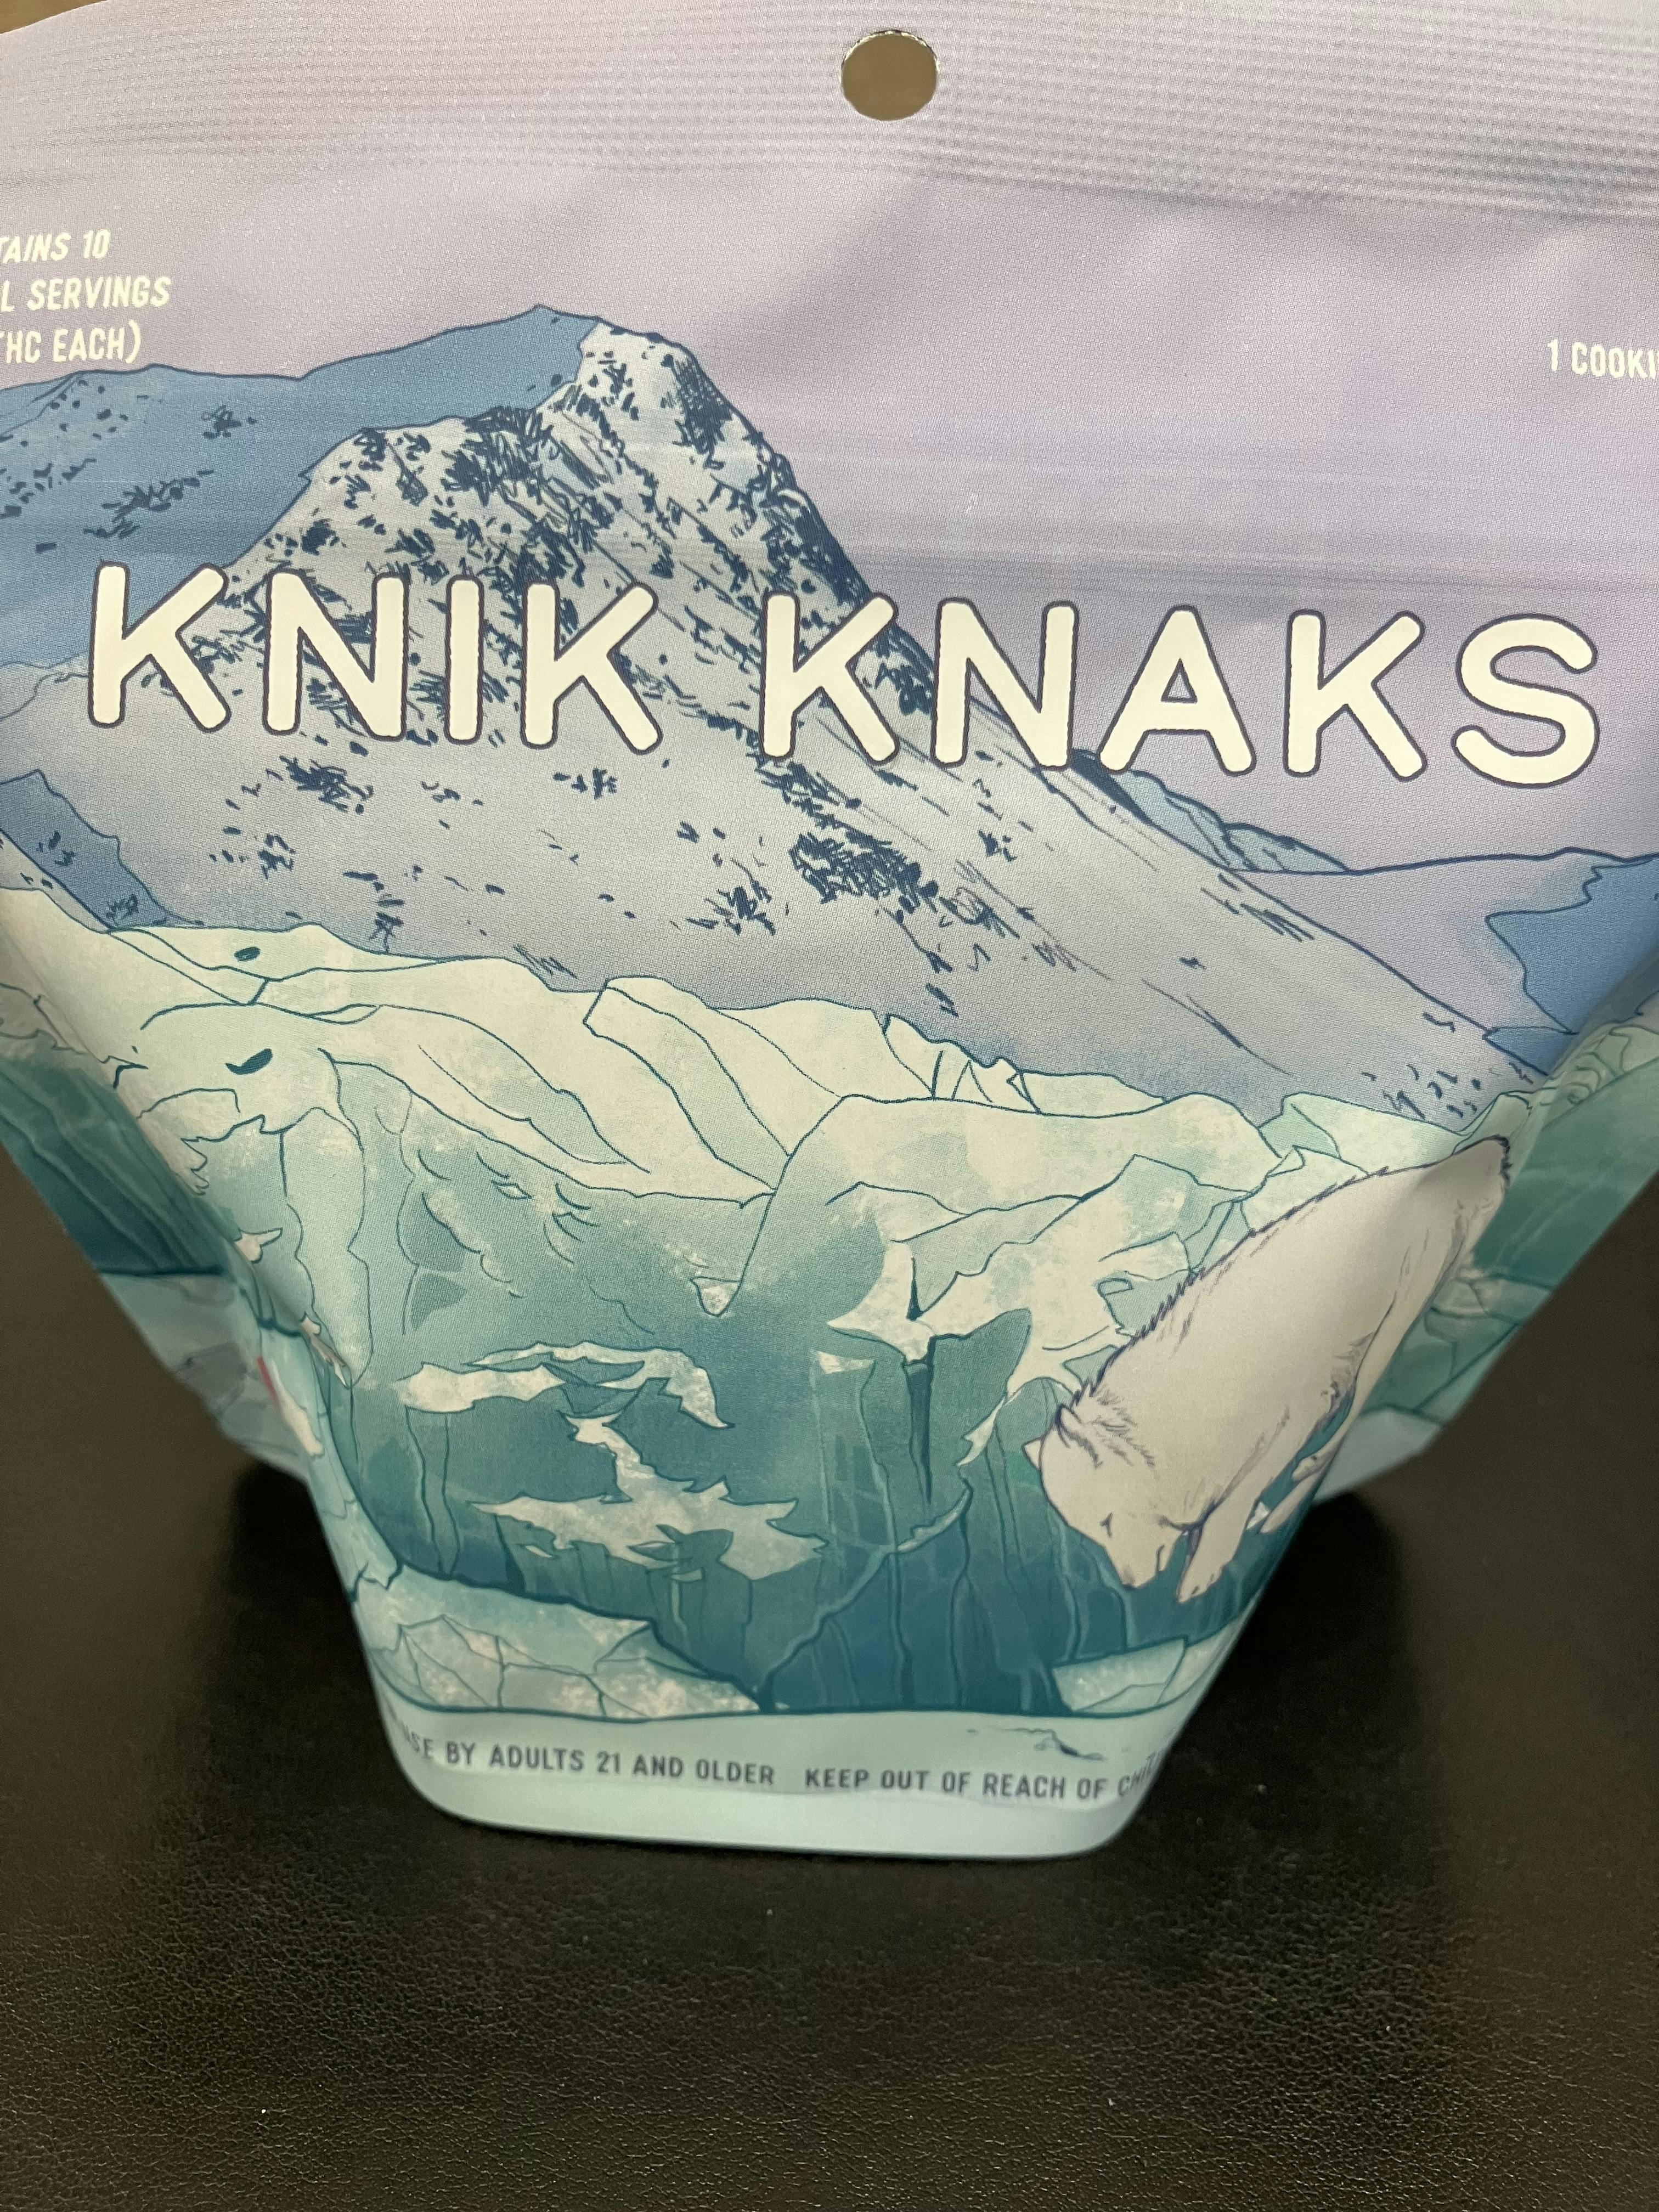 TAINS 10
L SERVINGS
THC EACH)
1 COOKI
KNIK KNAKS
BY ADULTS 21 AND OLDER KEEP OUT OF REACH OF